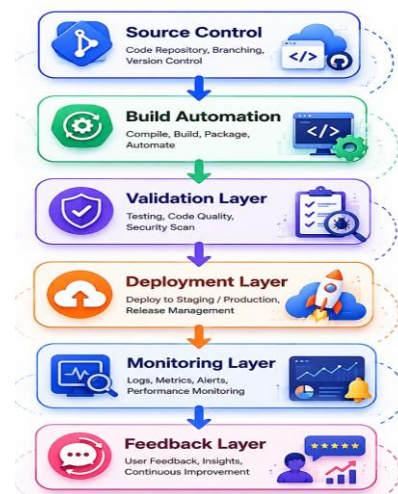 Source Control
Code Repository, Branching,
Version Control
</>
Build Automation
Compile, Build, Package,
Automate
</>
Validation Layer
Testing, Code Quality,
Security Scan
Deployment Layer
Deploy to Staging / Production,
Release Management
Monitoring Layer
Logs, Metrics, Alerts,
Performance Monitoring
Feedback Layer
User Feedback, Insights,
Continuous Improvement